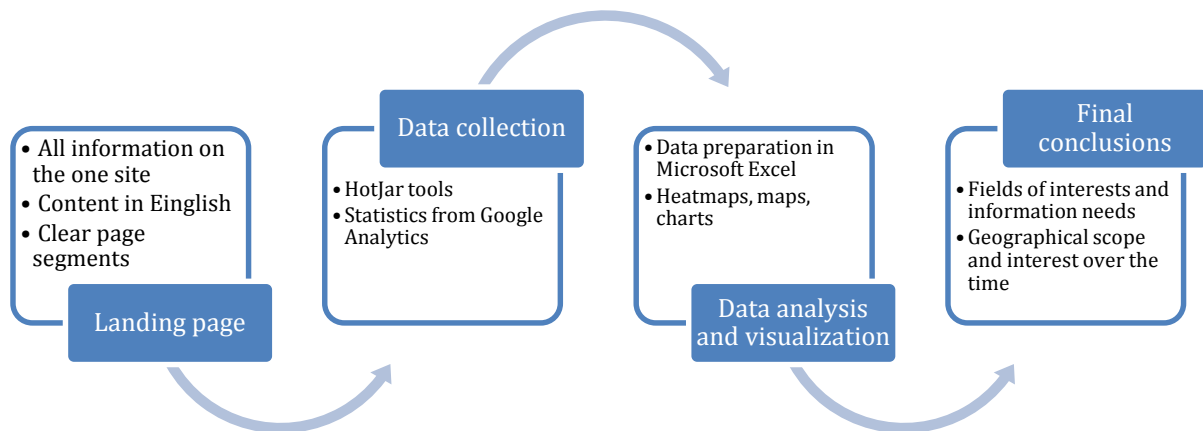 • All information on
the one site
• Content in Einglish
• Clear page
segments
Landing page
Data collection
• HotJar tools
• Statistics from Google
Analytics
• Data preparation in
Microsoft Excel
• Heatmaps, maps,
charts
Data analysis
and visualization
Final
conclusions
• Fields of interests and
information needs
• Geographical scope
and interest over the
time